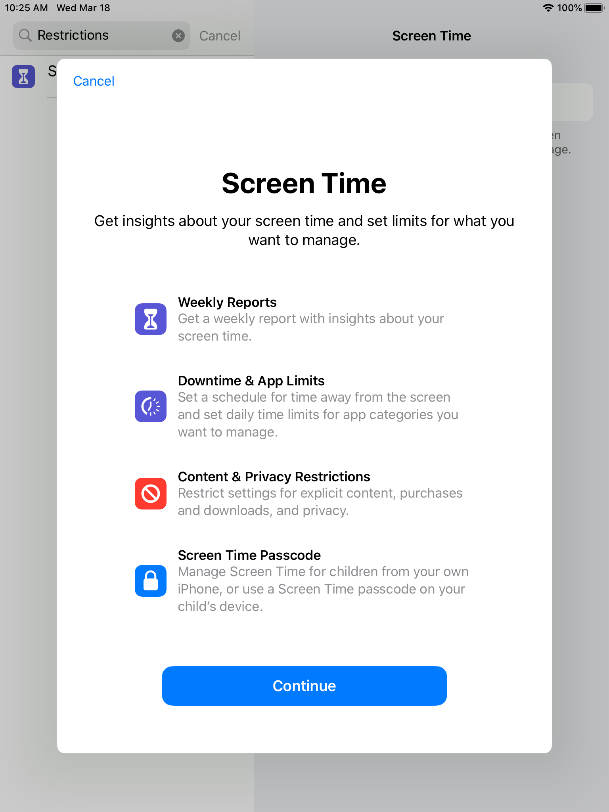 10:25 AM Wed Mar 18
100%
Restrictions
Cancel
Screen Time
S
Cancel
en
age.
Screen Time
Get insights about your screen time and set limits for what you
want to manage.
Weekly Reports
Get a weekly report with insights about your
screen time.
Downtime & App Limits
Set a schedule for time away from the screen
and set daily time limits for app categories you
want to manage.
Content & Privacy Restrictions
Restrict settings for explicit content, purchases
and downloads, and privacy.
Screen Time Passcode
Manage Screen Time for children from your own
iPhone, or use a Screen Time passcode on your
child’s device.
Continue